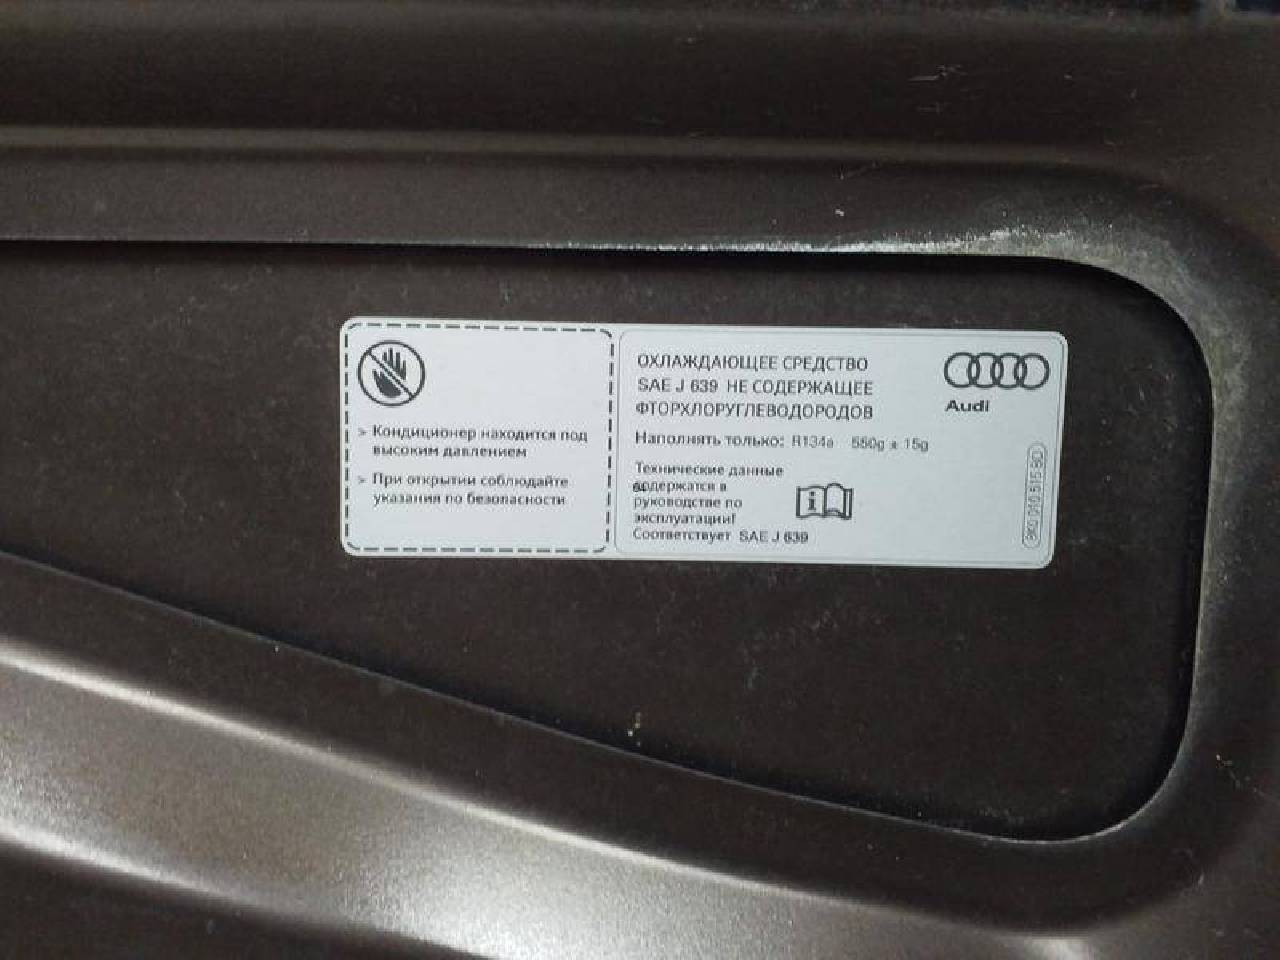 > Кондиционер находится под
высоким давлением
> При открытии соблюдайте
указания по безопасности
ОХЛАЖДАЮЩЕЕ СРЕДСТВО
SAE J 639 НЕ СОДЕРЖАЩЕЕ
ФТОРХЛОРУГЛЕВОДОРОДОВ
Наполнять только: R134a 550g ± 15g
Технические данные
содержатся в
руководстве по
эксплуатации!
Соответствует SAE J 639
Audi